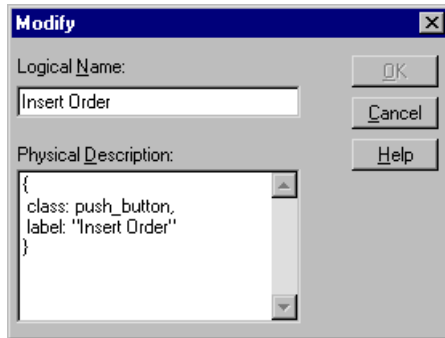 Modify
Logical Name:
Insert Order
OK
Cancel
Help
Physical Description:
{
class: push_button,
label: "Insert Order"
}